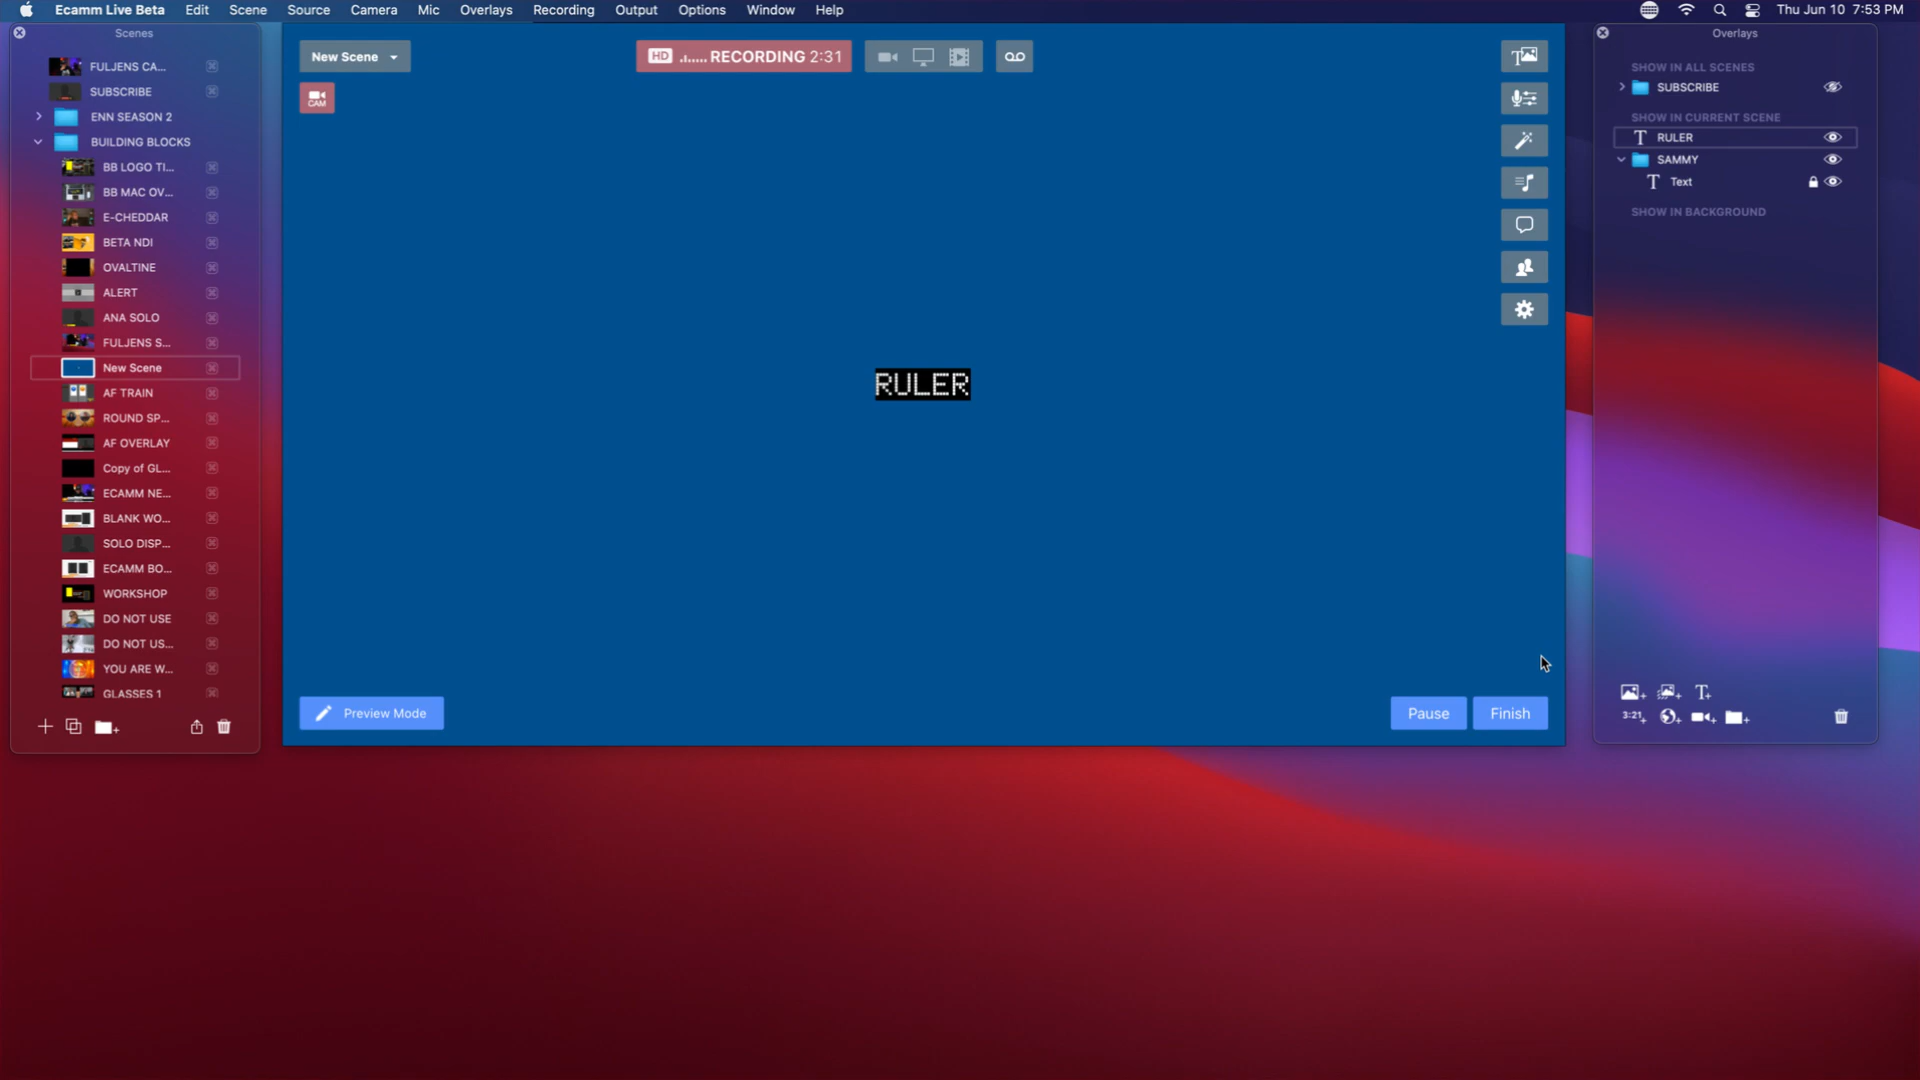 Ecamm Live Beta Edit Scene Source Camera Mic Overlays Recording Output Options Window Help Thu Jun 10 7:53 PM
Scenes
FULJENS CA...
SUBSCRIBE
ENN SEASON 2
BUILDING BLOCKS
BB LOGO TI...
BB MAC OV...
E-CHEDDAR
BETA NDI
OVALTINE
ALERT
ANA SOLO
FULJENS S...
New Scene
AF TRAIN
ROUND SP...
AF OVERLAY
Copy of GL...
ECAMM NE...
BLANK WO...
SOLO DISP...
ECAMM BO...
WORKSHOP
DO NOT USE
DO NOT US...
YOU ARE W...
GLASSES 1
New Scene
HD RECORDING 2:31
CAM
RULER
Preview Mode
Pause Finish
Overlays
SHOW IN ALL SCENES
SUBSCRIBE
SHOW IN CURRENT SCENE
T RULER
SAMMY
T Text
SHOW IN BACKGROUND
T+
3:21+